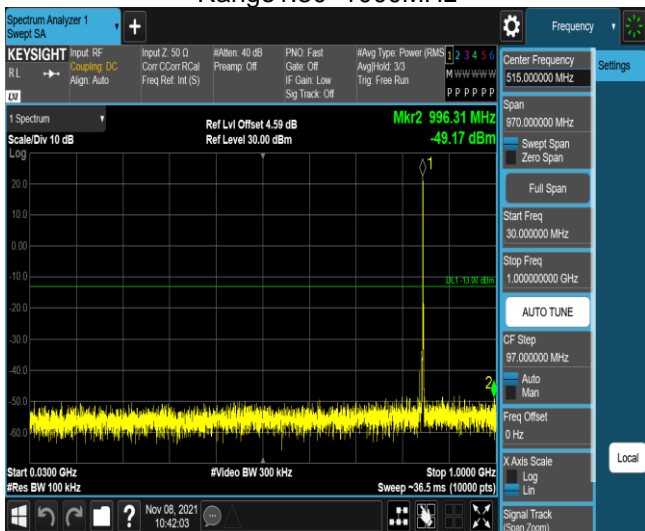 Range1:30~1000MHz
Spectrum Analyzer 1
Swept SA
+
Frequency
KEYSIGHT
Input: RF
Coupling: DC
Align: Auto
Input Z: 50 Ω
Corr CCorr RCal
Freq Ref: Int (S)
#Atten: 40 dB
Preamp: Off
PNO: Fast
Gate: Off
IF Gain: Low
Sig Track: Off
#Avg Type: Power (RMS
Avg|Hold: 3/3
Trig: Free Run
1 2 3 4 5 6
M W W W W W
P P P P P P
R L
LXI
1 Spectrum
Scale/Div 10 dB
Log
Ref Lvl Offset 4.59 dB
Ref Level 30.00 dBm
Mkr2 996.31 MHz
-49.17 dBm
1
20.0
10.0
0.00
-10.0
DL1 -13.00 dBm
-20.0
-30.0
-40.0
2
-50.0
-60.0
Start 0.0300 GHz
#Res BW 100 kHz
#Video BW 300 kHz
Stop 1.0000 GHz
Sweep ~36.5 ms (10000 pts)
?
Nov 08, 2021
10:42:03
Center Frequency
515.000000 MHz
Settings
Span
970.000000 MHz
Swept Span
Zero Span
Full Span
Start Freq
30.000000 MHz
Stop Freq
1.000000000 GHz
AUTO TUNE
CF Step
97.000000 MHz
Auto
Man
Freq Offset
0 Hz
X Axis Scale
Log
Lin
Local
Signal Track
(Span Zoom)